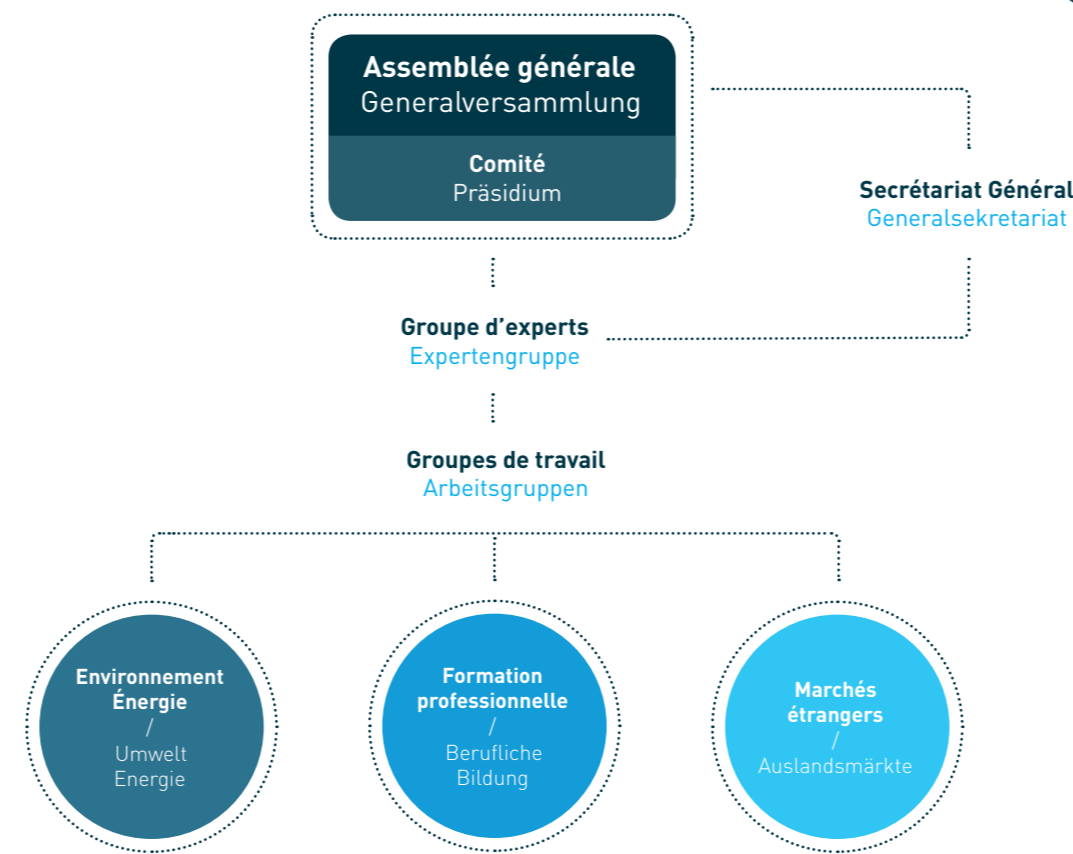 Assemblée générale
Generalversammlung
Comité
Präsidium
Secrétariat Général
Generalsekretariat
Groupe d’experts
Expertengruppe
Groupes de travail
Arbeitsgruppen
Environnement
Énergie
/
Umwelt
Energie
Formation
professionnelle
/
Berufliche
Bildung
Marchés
étrangers
/
Auslandsmärkte